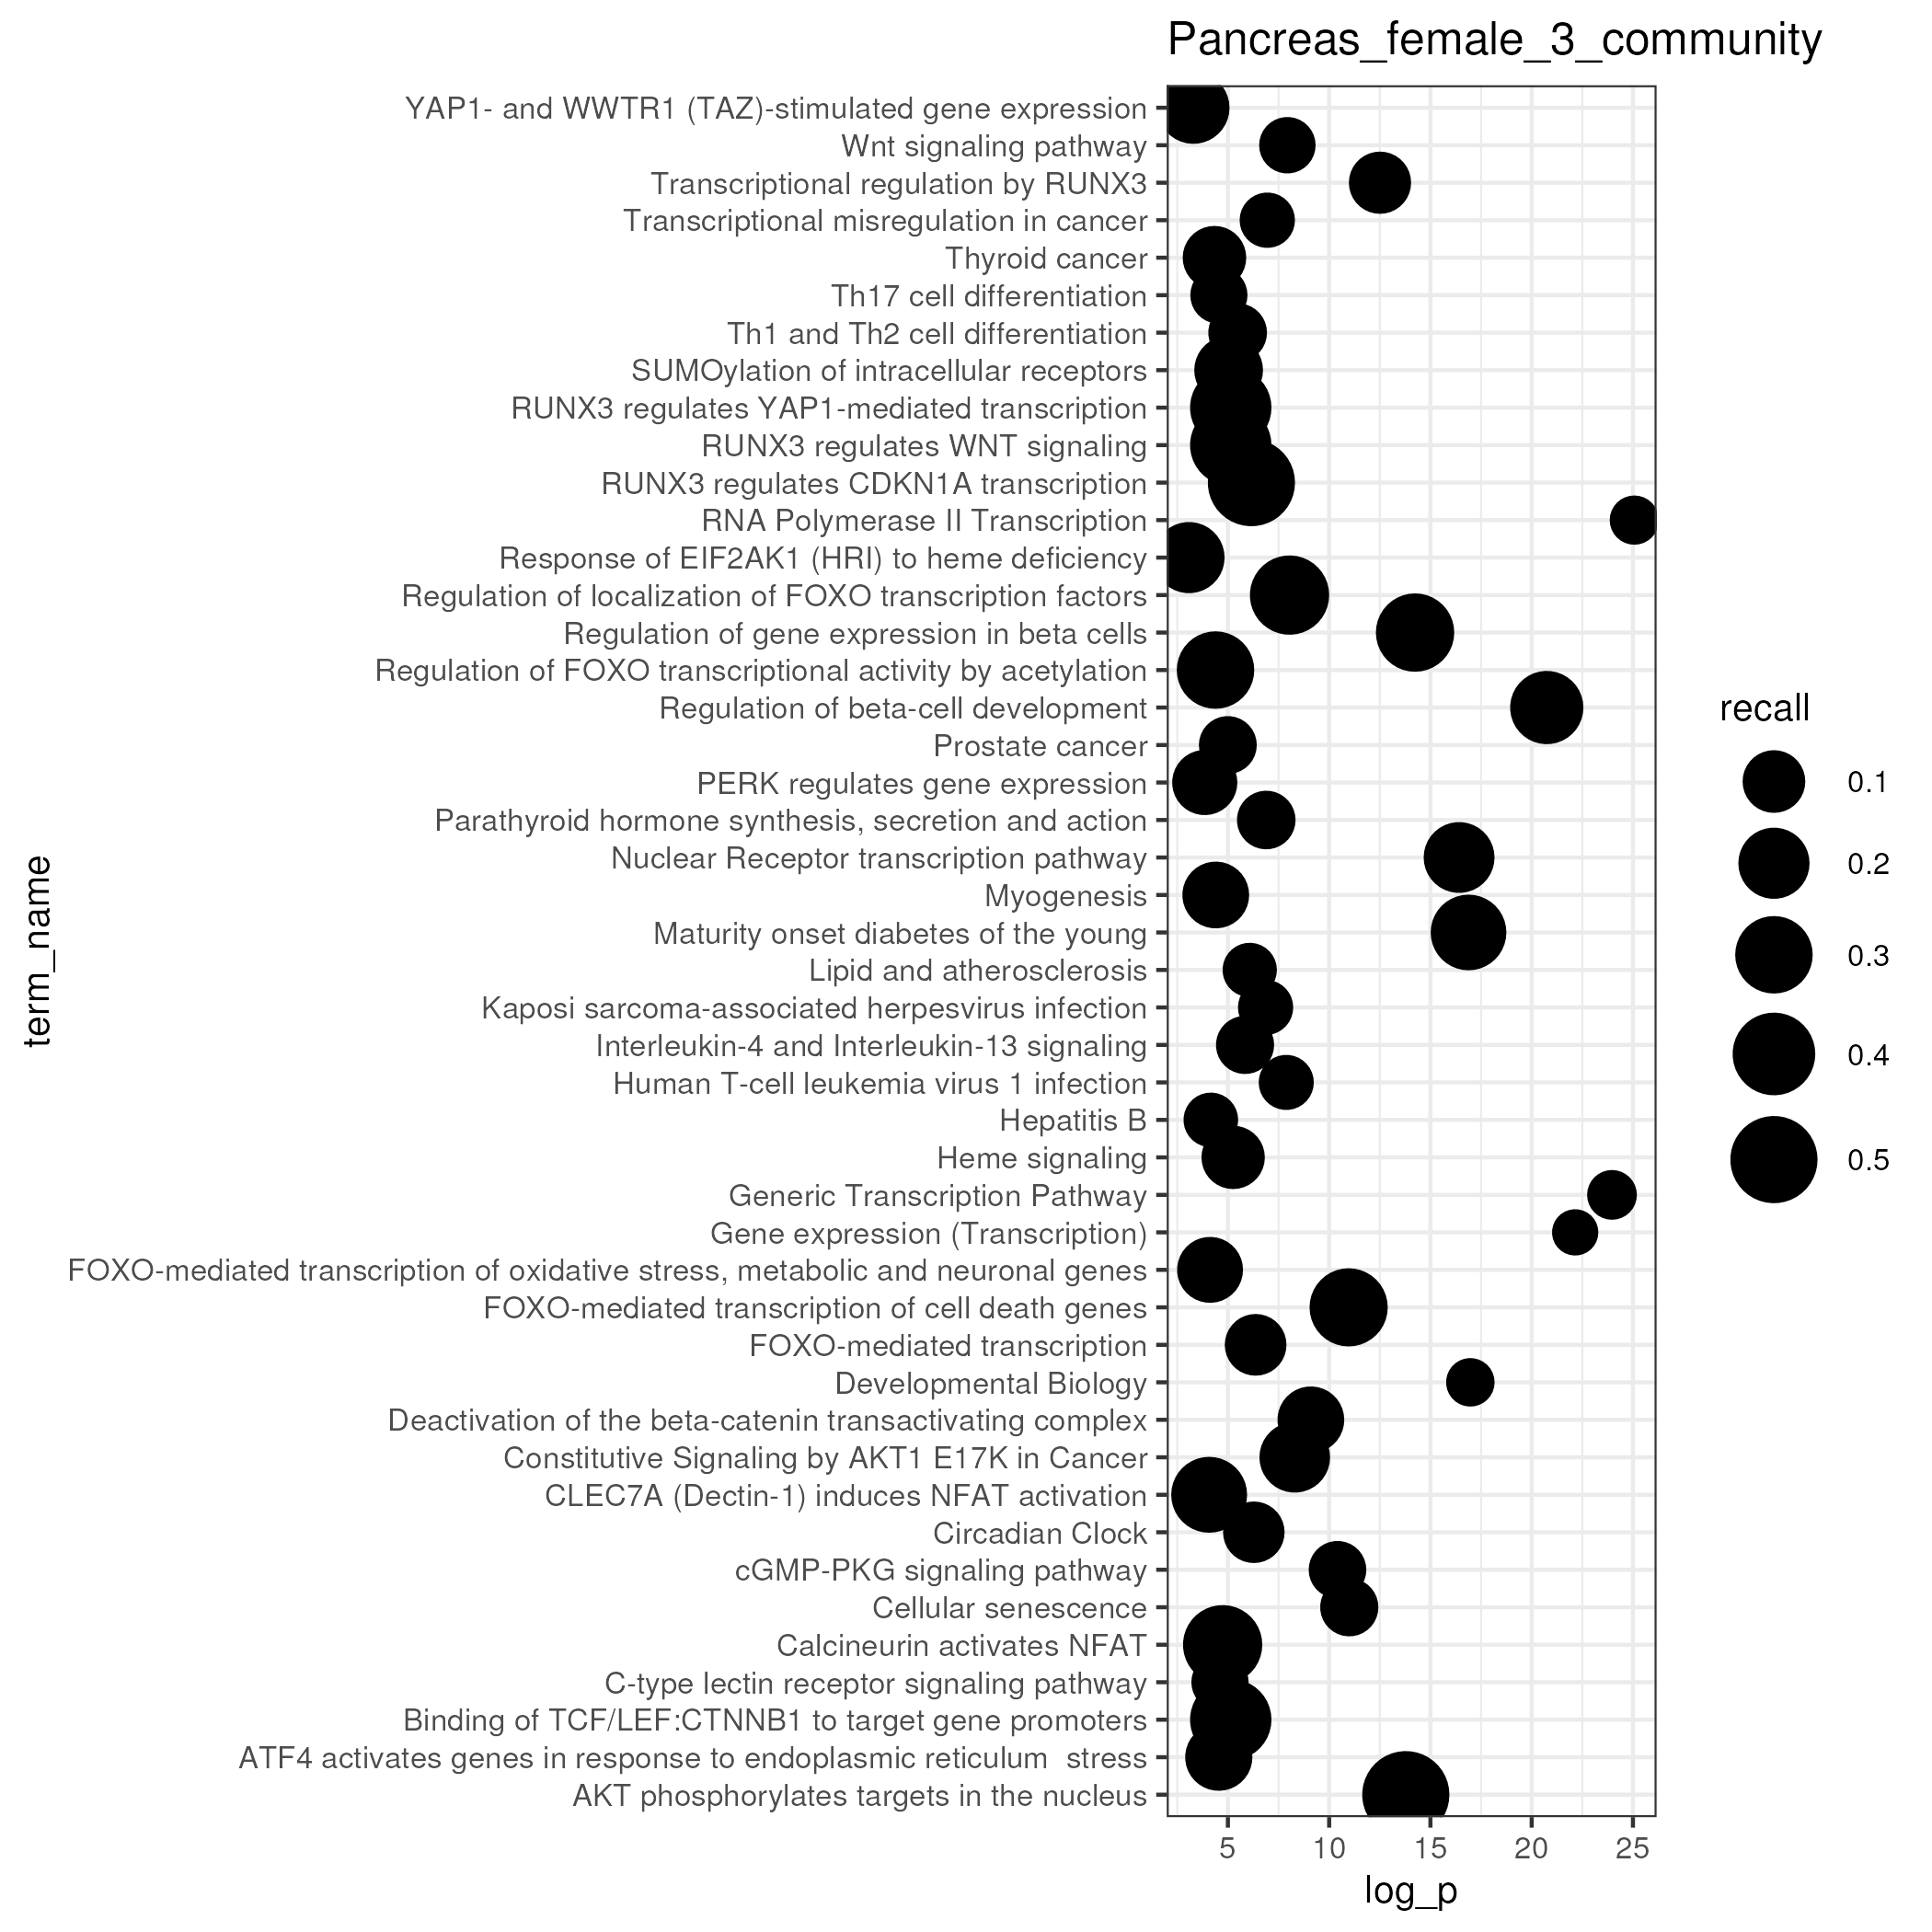 Pancreas_female_3_community
YAP1- and WWTR1 (TAZ)-stimulated gene expression
Wnt signaling pathway
Transcriptional regulation by RUNX3
Transcriptional misregulation in cancer
Thyroid cancer
Th17 cell differentiation
Th1 and Th2 cell differentiation
SUMOylation of intracellular receptors
RUNX3 regulates YAP1-mediated transcription
RUNX3 regulates WNT signaling
RUNX3 regulates CDKN1A transcription
RNA Polymerase II Transcription
Response of EIF2AK1 (HRI) to heme deficiency
Regulation of localization of FOXO transcription factors
Regulation of gene expression in beta cells
Regulation of FOXO transcriptional activity by acetylation
Regulation of beta-cell development
Prostate cancer
PERK regulates gene expression
Parathyroid hormone synthesis, secretion and action
Nuclear Receptor transcription pathway
Myogenesis
Maturity onset diabetes of the young
Lipid and atherosclerosis
Kaposi sarcoma-associated herpesvirus infection
Interleukin-4 and Interleukin-13 signaling
Human T-cell leukemia virus 1 infection
Hepatitis B
Heme signaling
Generic Transcription Pathway
Gene expression (Transcription)
FOXO-mediated transcription of oxidative stress, metabolic and neuronal genes
FOXO-mediated transcription of cell death genes
FOXO-mediated transcription
Developmental Biology
Deactivation of the beta-catenin transactivating complex
Constitutive Signaling by AKT1 E17K in Cancer
CLEC7A (Dectin-1) induces NFAT activation
Circadian Clock
cGMP-PKG signaling pathway
Cellular senescence
Calcineurin activates NFAT
C-type lectin receptor signaling pathway
Binding of TCF/LEF:CTNNB1 to target gene promoters
ATF4 activates genes in response to endoplasmic reticulum  stress
AKT phosphorylates targets in the nucleus
term_name
5 10 15 20 25
log_p
recall
0.1
0.2
0.3
0.4
0.5